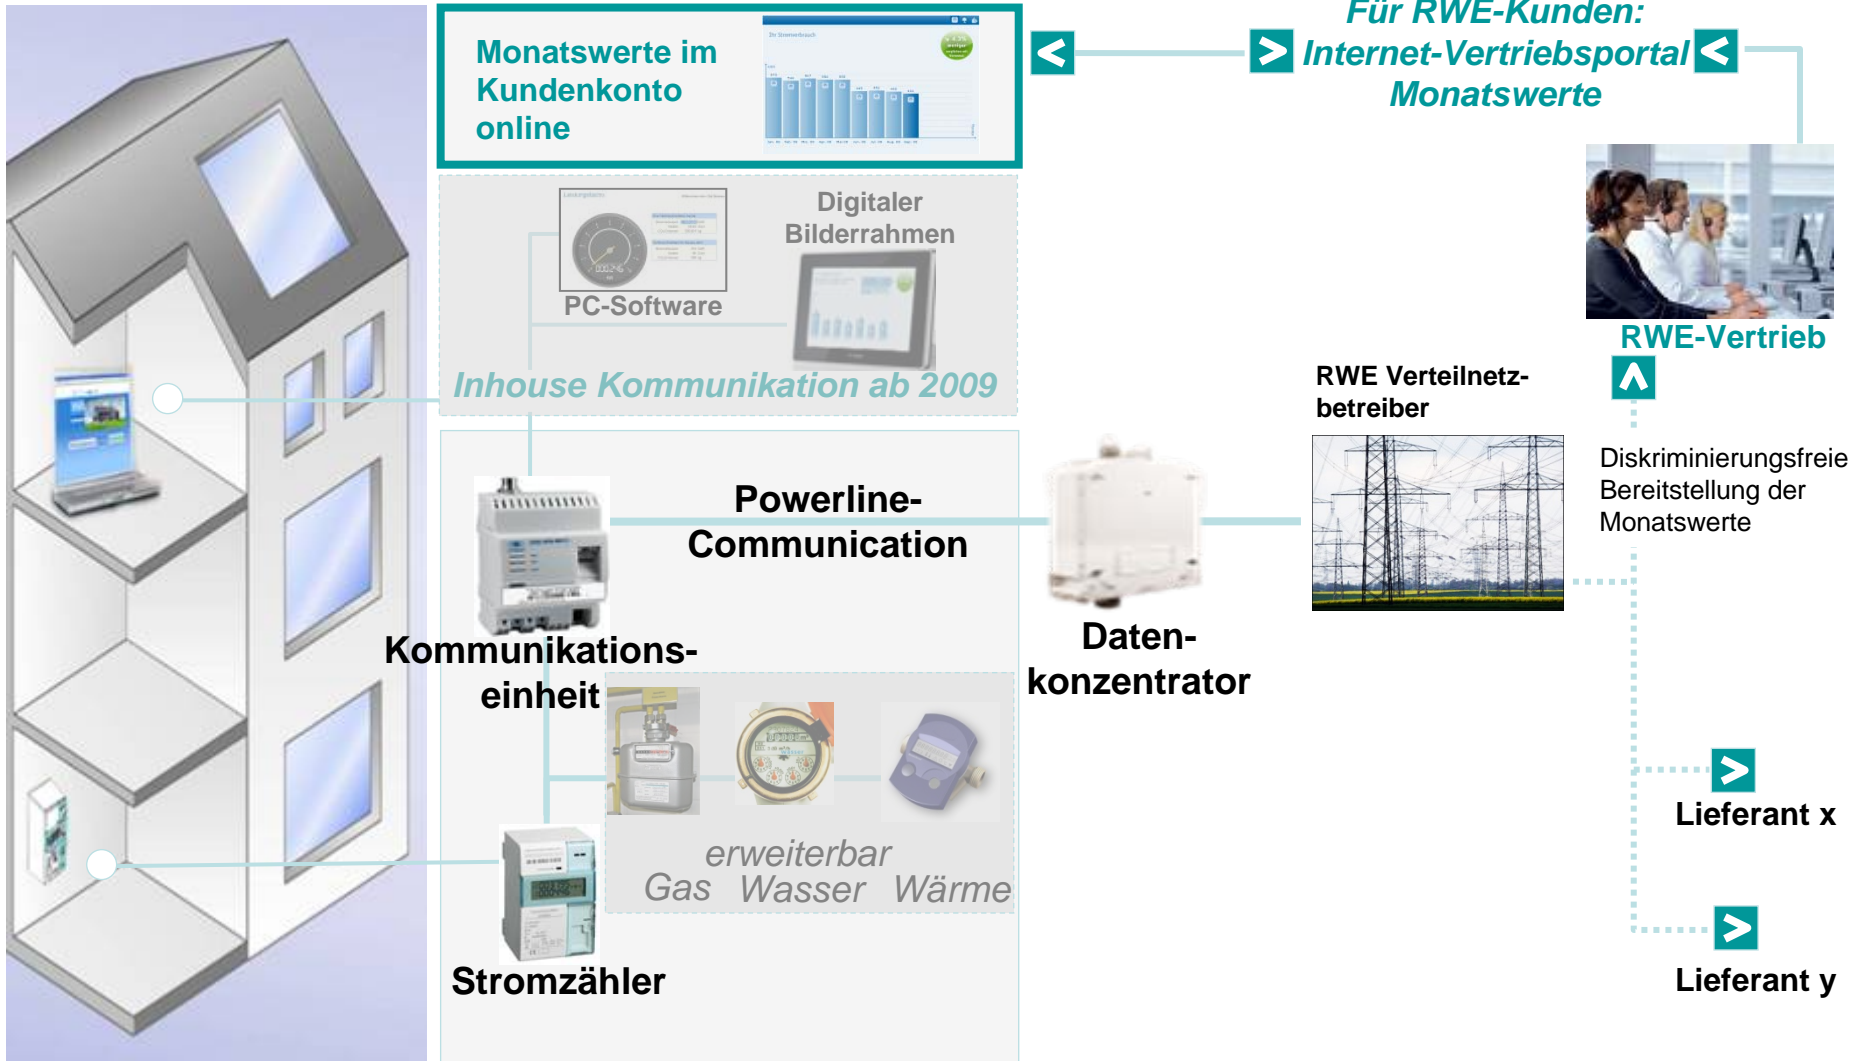 Monatswerte im
Kundenkonto
online
Ihr Stromverbrauch
Für RWE-Kunden:
Internet-Vertriebsportal
Monatswerte
Digitaler
Bilderrahmen
PC-Software
Inhouse Kommunikation ab 2009
RWE-Vertrieb
RWE Verteilnetz-
betreiber
Diskriminierungsfreie
Bereitstellung der
Monatswerte
Powerline-
Communication
Kommunikations-
einheit
Daten-
konzentrator
erweiterbar
Gas Wasser Wärme
Stromzähler
Lieferant x
Lieferant y